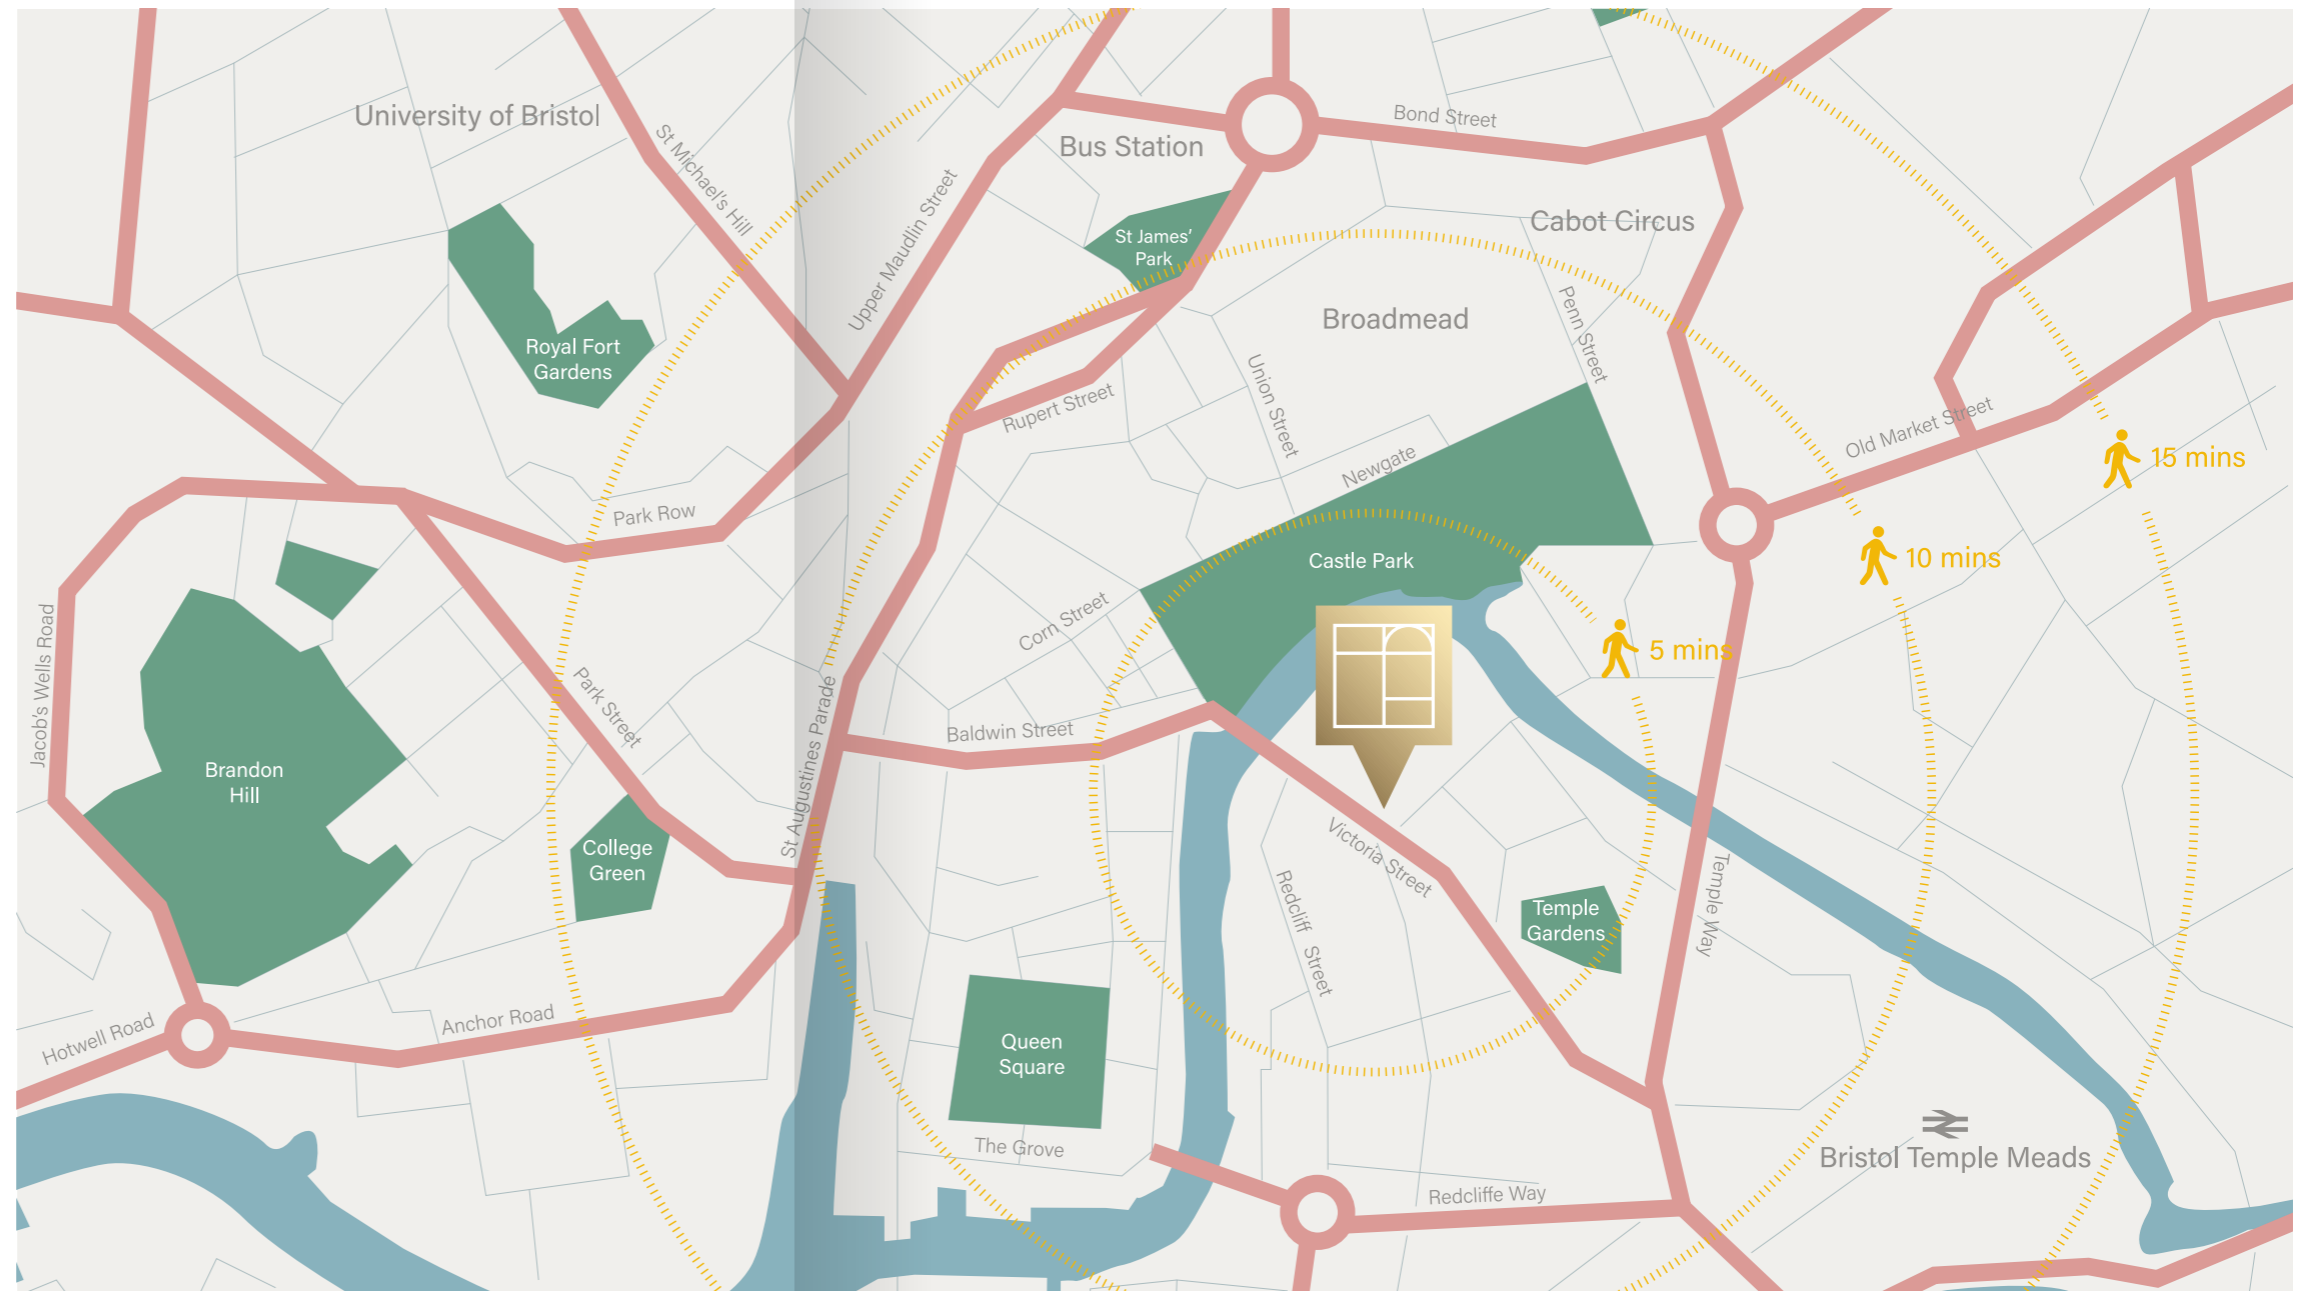 University of Bristol
St Michael's Hill
Bus Station
Bond Street
Upper Maudlin Street
St James'
Park
Cabot Circus
Broadmead
Penn Street
Royal Fort
Gardens
Rupert Street
Union Street
Newgate
Old Market Street
15 mins
10 mins
5 mins
Park Row
Castle Park
Corn Street
Jacob's Wells Road
Park Street
St Augustines Parade
Baldwin Street
Brandon
Hill
College
Green
Victoria Street
Redcliff Street
Temple
Gardens
Temple Way
Hotwell Road
Anchor Road
Queen
Square
The Grove
Redcliffe Way
Bristol Temple Meads